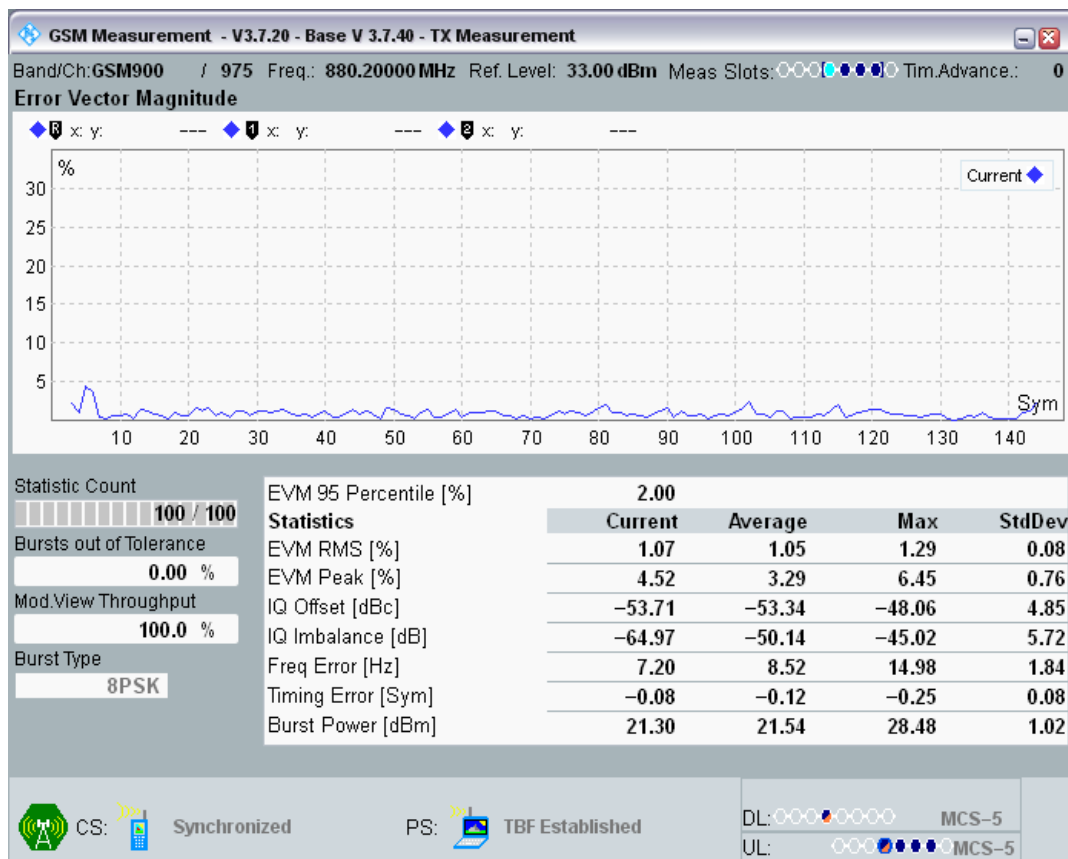 GSM Measurement - V3.7.20 - Base V 3.7.40 - TX Measurement
Band/Ch:GSM900 / 975 Freq.: 880.20000 MHz Ref. Level: 33.00 dBm Meas Slots: Tim.Advance.: 0
Error Vector Magnitude
R x: y: --- 1 x: y: --- 2 x: y: ---
%
Current
30
25
20
15
10
5
Sym
10 20 30 40 50 60 70 80 90 100 110 120 130 140
Statistic Count
100 / 100
Bursts out of Tolerance
0.00 %
Mod.View Throughput
100.0 %
Burst Type
8PSK
EVM 95 Percentile [%] 2.00
Statistics Current Average Max StdDev
EVM RMS [%] 1.07 1.05 1.29 0.08
EVM Peak [%] 4.52 3.29 6.45 0.76
IQ Offset [dBc] −53.71 −53.34 −48.06 4.85
IQ Imbalance [dB] −64.97 −50.14 −45.02 5.72
Freq Error [Hz] 7.20 8.52 14.98 1.84
Timing Error [Sym] −0.08 −0.12 −0.25 0.08
Burst Power [dBm] 21.30 21.54 28.48 1.02
CS: Synchronized PS: TBF Established
DL: MCS−5
UL: MCS−5